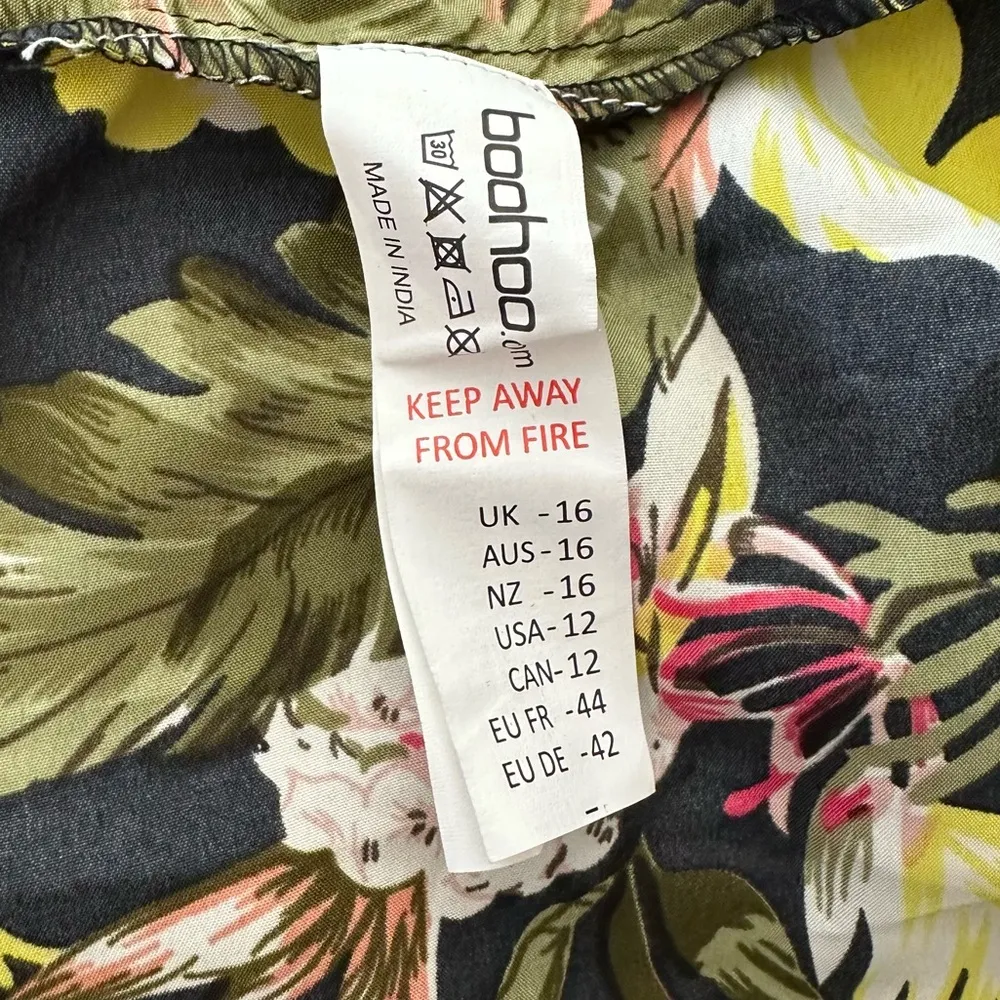 boohoo.com
30
MADE IN INDIA
KEEP AWAY
FROM FIRE
UK -16
AUS-16
NZ -16
USA-12
CAN-12
EU FR -44
EU DE -42